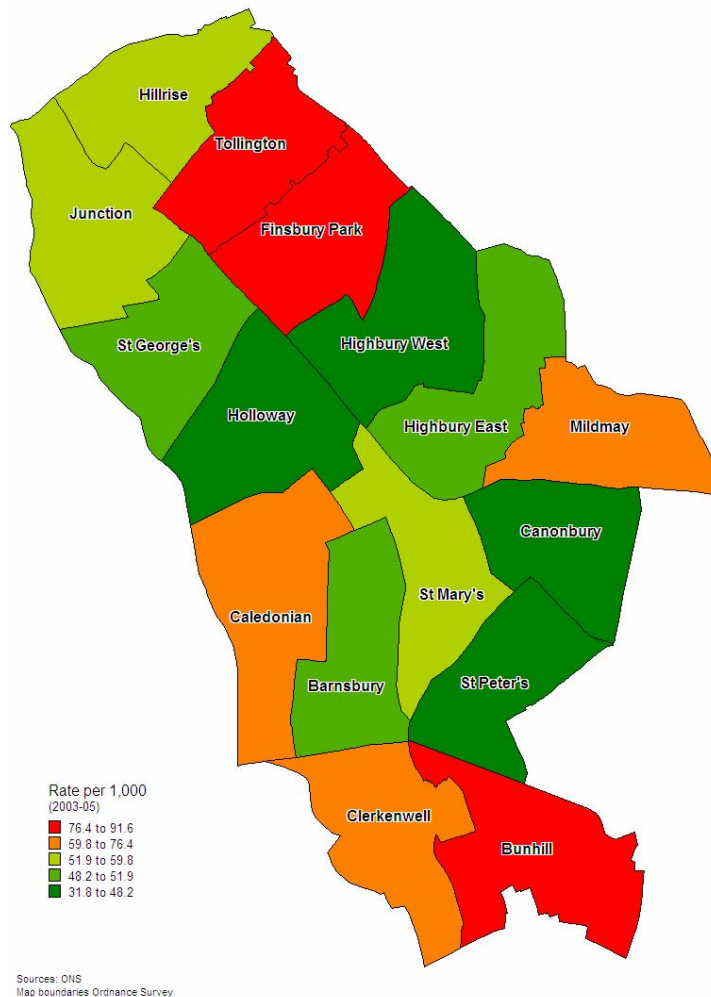 Hillrise
Tollington
Junction
Finsbury Park
St George's
Highbury West
Holloway
Highbury East
Mildmay
Canonbury
St Mary's
Caledonian
Barnsbury
St Peter's
Rate per 1,000
(2003-05)
76.4 to 91.6
59.8 to 76.4
51.9 to 59.8
48.2 to 51.9
31.8 to 48.2
Clerkenwell
Bunhill
Sources: ONS
Map boundaries Ordnance Survey